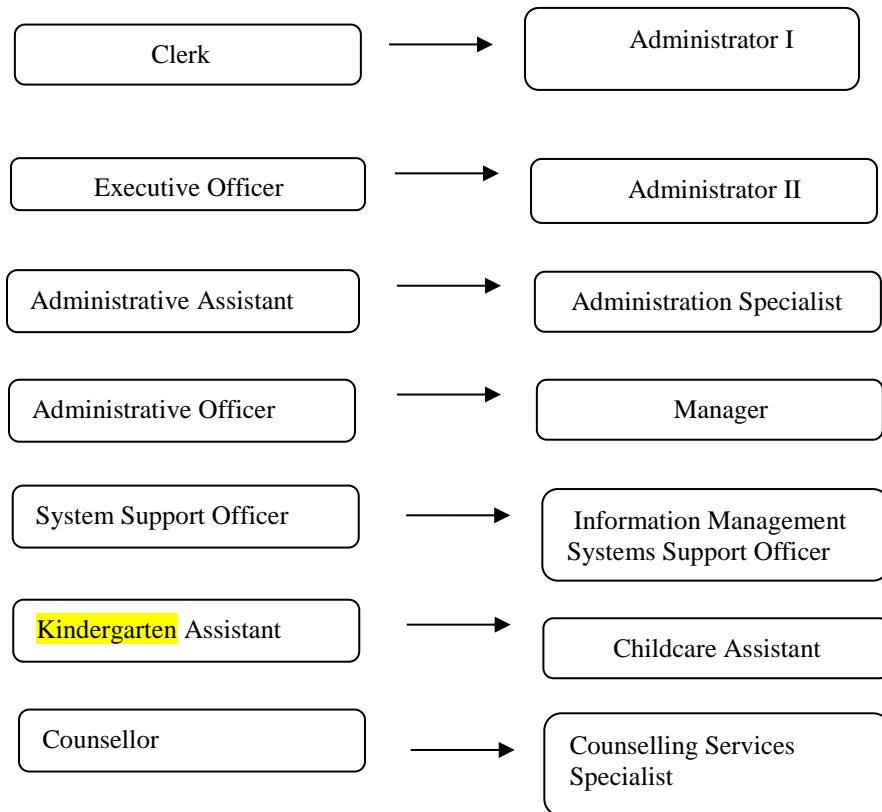 Clerk
Administrator I
Executive Officer
Administrator II
Administrative Assistant
Administration Specialist
Administrative Officer
Manager
System Support Officer
Information Management
Systems Support Officer
Kindergarten Assistant
Childcare Assistant
Counsellor
Counselling Services
Specialist